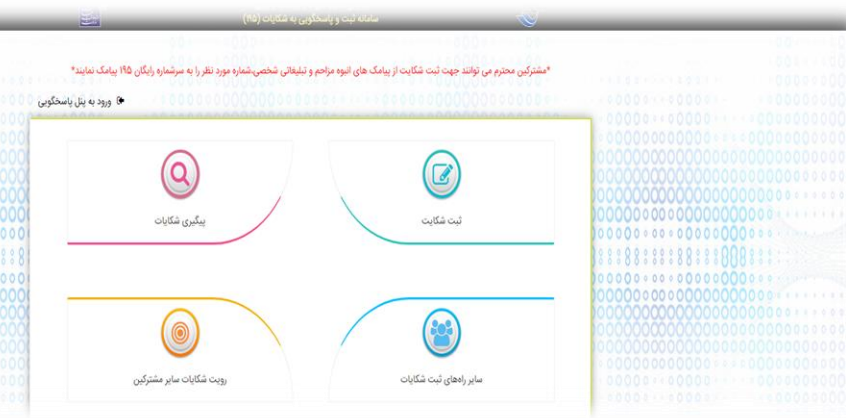 سامانه ثبت و پاسخگویی به شکایات (۱۹۵)
*مشترکین محترم می توانند جهت ثبت شکایت از پیامک های انبوه مزاحم و تبلیغاتی شخصی،شماره مورد نظر را به سرشماره رایگان ۱۹۵ پیامک نمایند*
ورود به پنل پاسخگویی
ثبت شکایت
پیگیری شکایات
سایر راه‌های ثبت شکایات
رویت شکایات سایر مشترکین